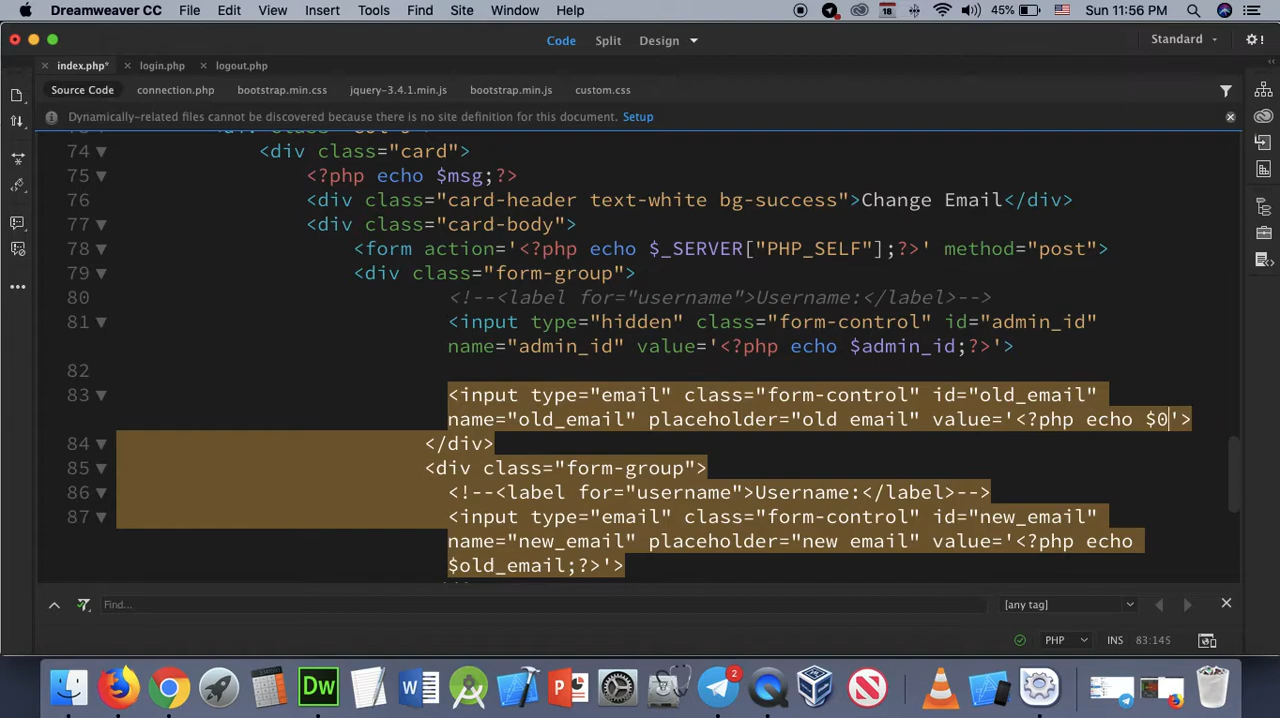 Dreamweaver CC File Edit View Insert Tools Find Site Window Help 18 45% Sun 11:56 PM
Code Split Design Standard
index.php* login.php logout.php
Source Code connection.php bootstrap.min.css jquery-3.4.1.min.js bootstrap.min.js custom.css
Dynamically-related files cannot be discovered because there is no site definition for this document. Setup
74 <div class="card">
75 <?php echo $msg;?>
76 <div class="card-header text-white bg-success">Change Email</div>
77 <div class="card-body">
78 <form action='<?php echo $_SERVER["PHP_SELF"];?>' method="post">
79 <div class="form-group">
80 <!--<label for="username">Username:</label>-->
81 <input type="hidden" class="form-control" id="admin_id"
name="admin_id" value='<?php echo $admin_id;?>'>
82
83 <input type="email" class="form-control" id="old_email"
name="old_email" placeholder="old email" value='<?php echo $0'>
84 </div>
85 <div class="form-group">
86 <!--<label for="username">Username:</label>-->
87 <input type="email" class="form-control" id="new_email"
name="new_email" placeholder="new email" value='<?php echo
$old_email;?>'>
Find... [any tag]
PHP INS 83:145
Dw W P 2